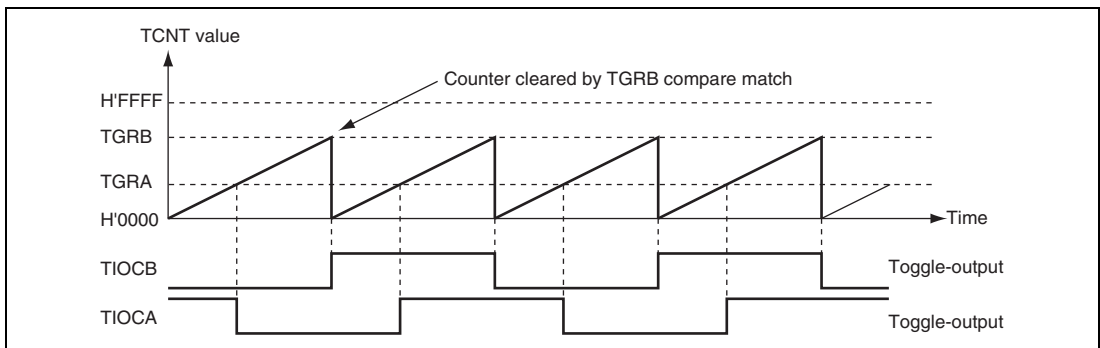 TCNT value
Counter cleared by TGRB compare match
H'FFFF
TGRB
TGRA
H'0000
Time
TIOCB
Toggle-output
TIOCA
Toggle-output